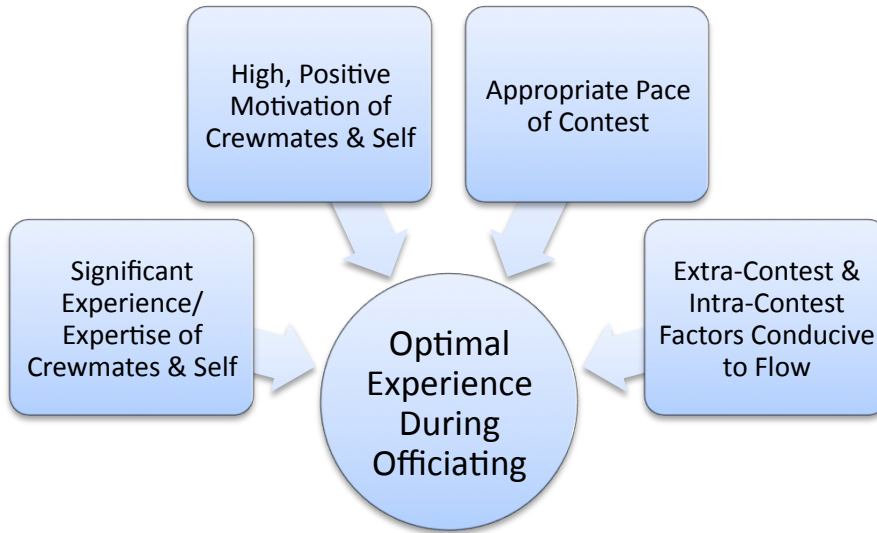 High, Positive
Motivation of
Crewmates & Self
Appropriate Pace
of Contest
Significant
Experience/
Expertise of
Crewmates & Self
Extra-Contest &
Intra-Contest
Factors Conducive
to Flow
Optimal
Experience
During
Officiating